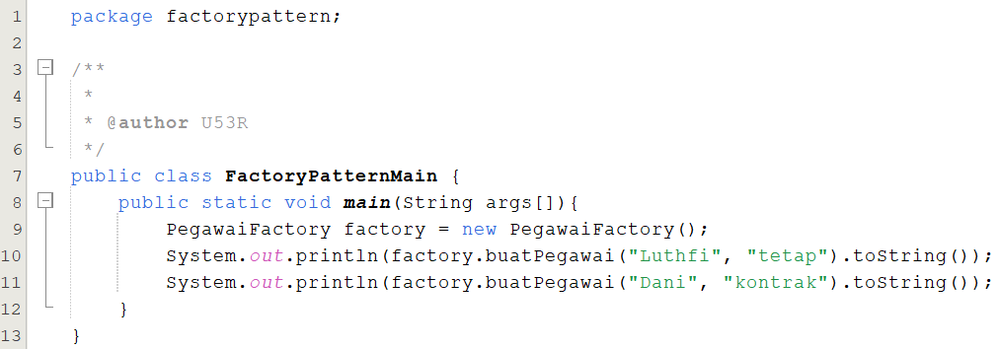 1 package factorypattern;
2
3 /**
4 *
5 * @author U53R
6 */
7 public class FactoryPatternMain {
8 public static void main(String args[]){
9 PegawaiFactory factory = new PegawaiFactory();
10 System.out.println(factory.buatPegawai("Luthfi", "tetap").toString());
11 System.out.println(factory.buatPegawai("Dani", "kontrak").toString());
12 }
13 }